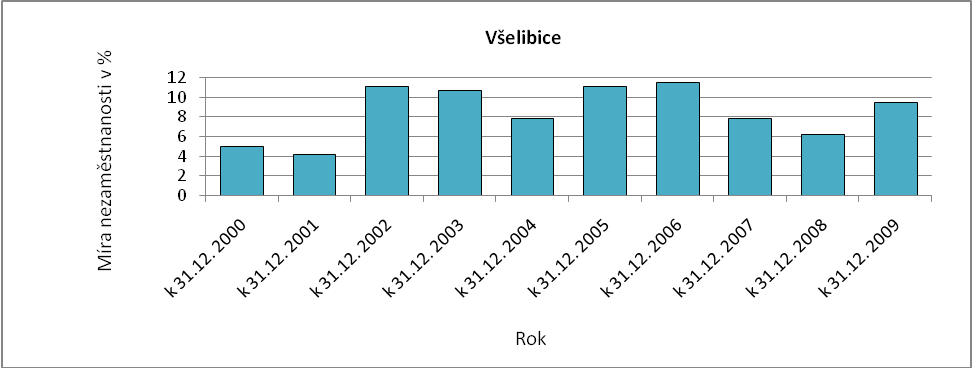 Všelibice
Míra nezaměstnanosti v %
12
10
8
6
4
2
0
k 31.12. 2000
k 31.12. 2001
k 31.12. 2002
k 31.12. 2003
k 31.12. 2004
k 31.12. 2005
k 31.12. 2006
k 31.12. 2007
k 31.12. 2008
k 31.12. 2009
Rok